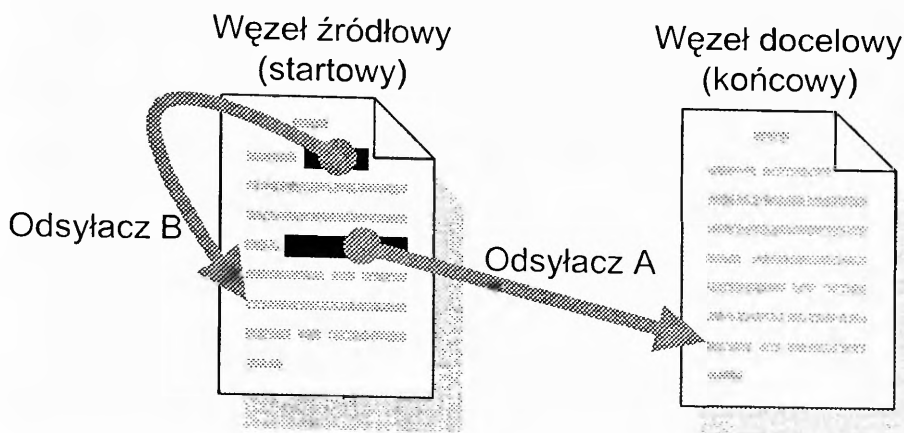 Węzeł źródłowy
(startowy)
Węzeł docelowy
(końcowy)
Odsyłacz B
Odsyłacz A